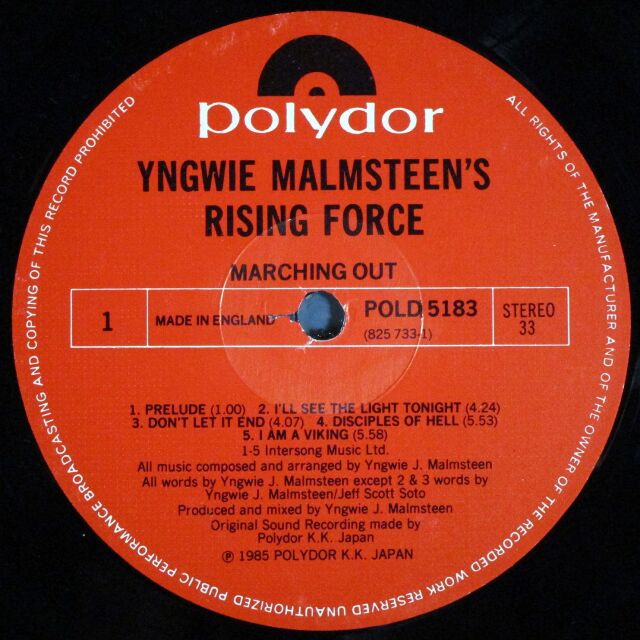 polydor
YNGWIE MALMSTEEN'S
RISING FORCE
MARCHING OUT
1
MADE IN ENGLAND
POLD 5183
(825 733-1)
STEREO
33
1. PRELUDE (1.00) 2. I'LL SEE THE LIGHT TONIGHT (4.24)
3. DON'T LET IT END (4.07) 4. DISCIPLES OF HELL (5.53)
5. I AM A VIKING (5.58)
1-5 Intersong Music Ltd.
All music composed and arranged by Yngwie J. Malmsteen
All words by Yngwie J. Malmsteen except 2 & 3 words by
Yngwie J. Malmsteen/Jeff Scott Soto
Produced and mixed by Yngwie J. Malmsteen
Original Sound Recording made by
Polydor K.K. Japan
℗ 1985 POLYDOR K.K. JAPAN
ALL RIGHTS OF THE MANUFACTURER AND OF THE OWNER OF THE RECORDED WORK RESERVED UNAUTHORIZED PUBLIC PERFORMANCE BROADCASTING AND COPYING OF THIS RECORD PROHIBITED